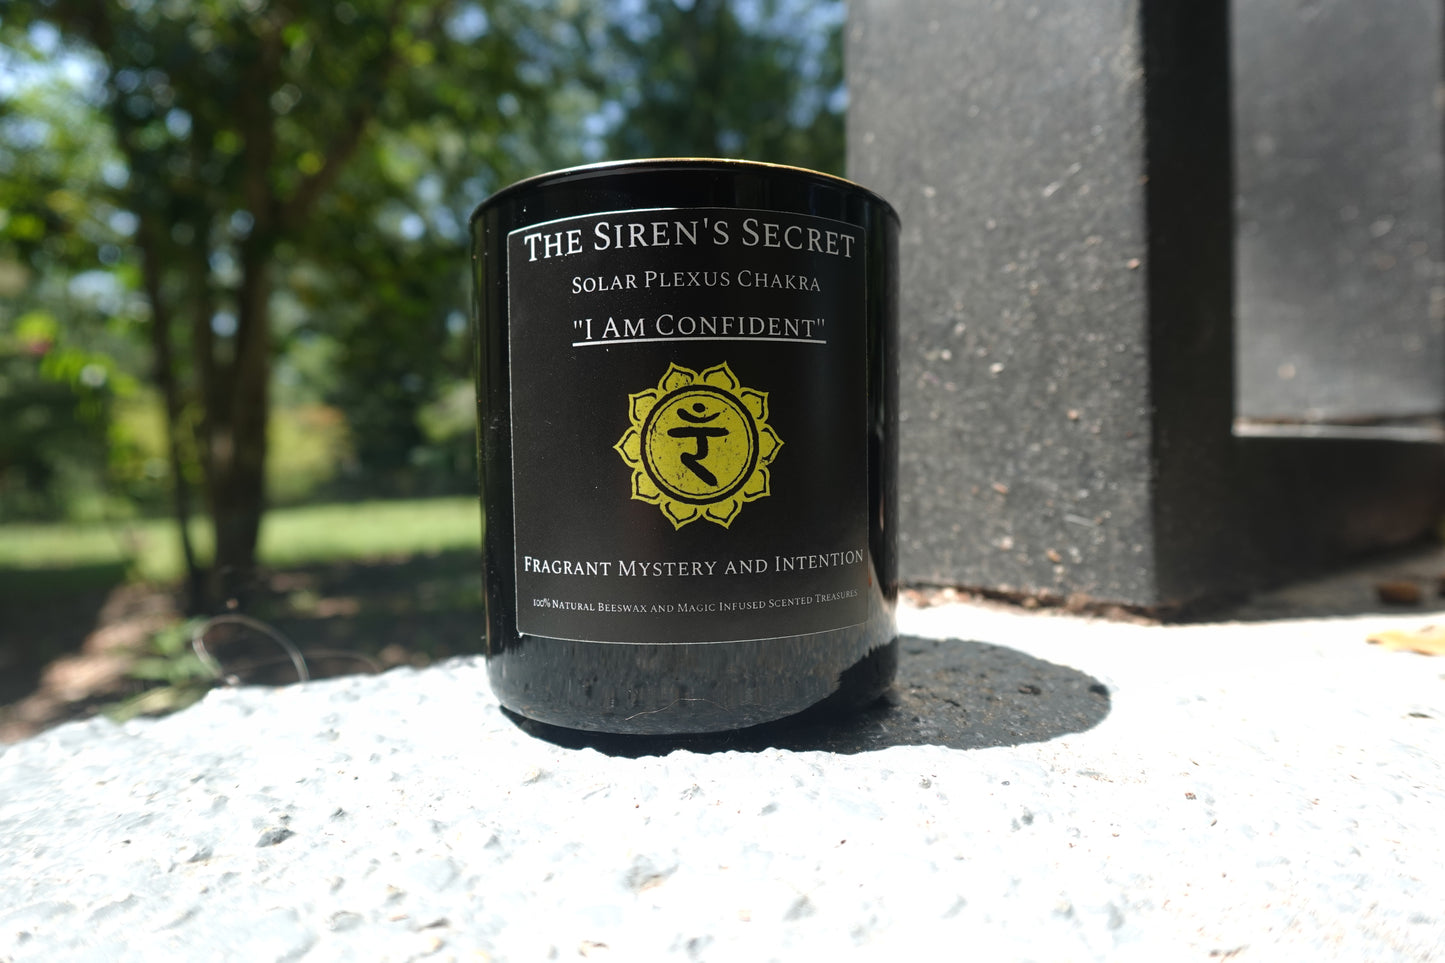 The Siren's Secret
Solar Plexus Chakra
"I Am Confident"
रं
Fragrant Mystery and Intention
100% Natural Beeswax and Magic Infused Scented Treasures